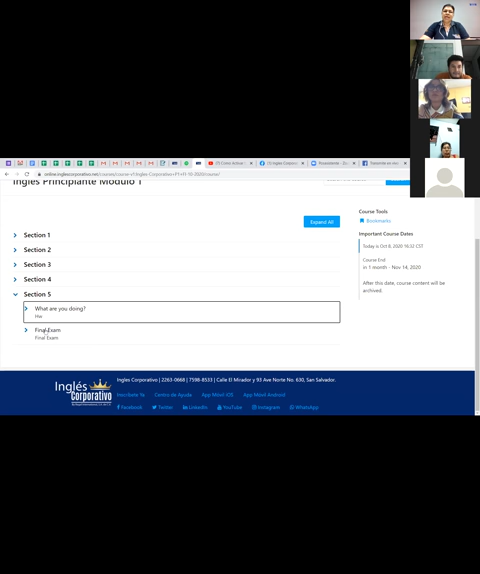 online.inglescorporativo.net/courses/course-v1:Ingles-Corporativo+P1+11-10-2020/course/
Inglés Principiante Módulo 1
Expand All
Section 1
Section 2
Section 3
Section 4
Section 5
What are you doing?
Hw
Final Exam
Final Exam
Course Tools
Bookmarks
Important Course Dates
Today is Oct 8, 2020 16:22 CST
Course End
in 1 month - Nov 14, 2020
After this date, course content will be
archived.
Inglés
Corporativo
Ingles Corporativo | 2263-0668 | 7598-8533 | Calle El Mirador y 93 Ave Norte No. 630, San Salvador.
Inscríbete Ya
Centro de Ayuda
App Móvil iOS
App Móvil Android
Facebook
Twitter
LinkedIn
YouTube
Instagram
WhatsApp